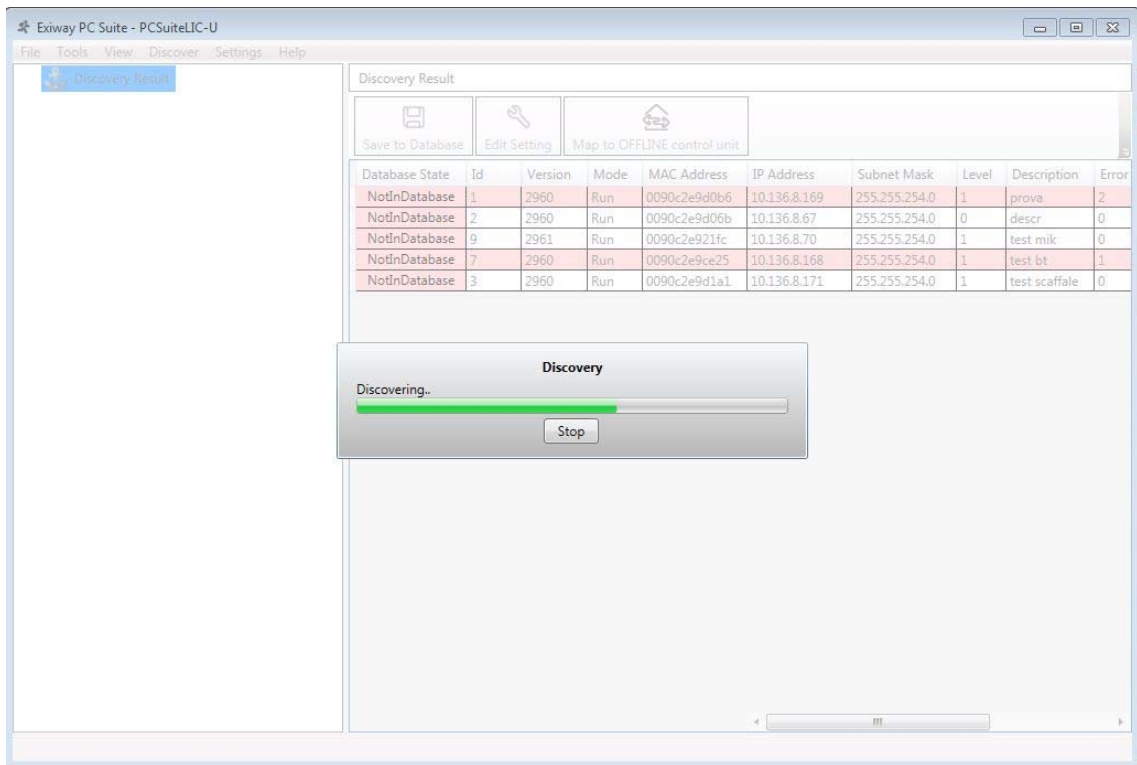 Exiway PC Suite - PCSuiteLIC-U
File Tools View Discover Settings Help
Discovery Result
Discovery Result
Save to Database Edit Setting Map to OFFLINE control unit
Database State Id Version Mode MAC Address IP Address Subnet Mask Level Description Error
NotInDatabase 1 2960 Run 0090c2e9d0b6 10.136.8.169 255.255.254.0 1 prova 2
NotInDatabase 2 2960 Run 0090c2e9d06b 10.136.8.67 255.255.254.0 0 descr 0
NotInDatabase 9 2961 Run 0090c2e921fc 10.136.8.70 255.255.254.0 1 test mik 0
NotInDatabase 7 2960 Run 0090c2e9ce25 10.136.8.168 255.255.254.0 1 test bt 1
NotInDatabase 3 2960 Run 0090c2e9d1a1 10.136.8.171 255.255.254.0 1 test scaffale 0
Discovery
Discovering..
Stop